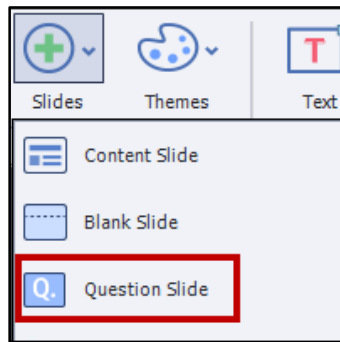 Slides Themes Text
T
Content Slide
Blank Slide
Q. Question Slide